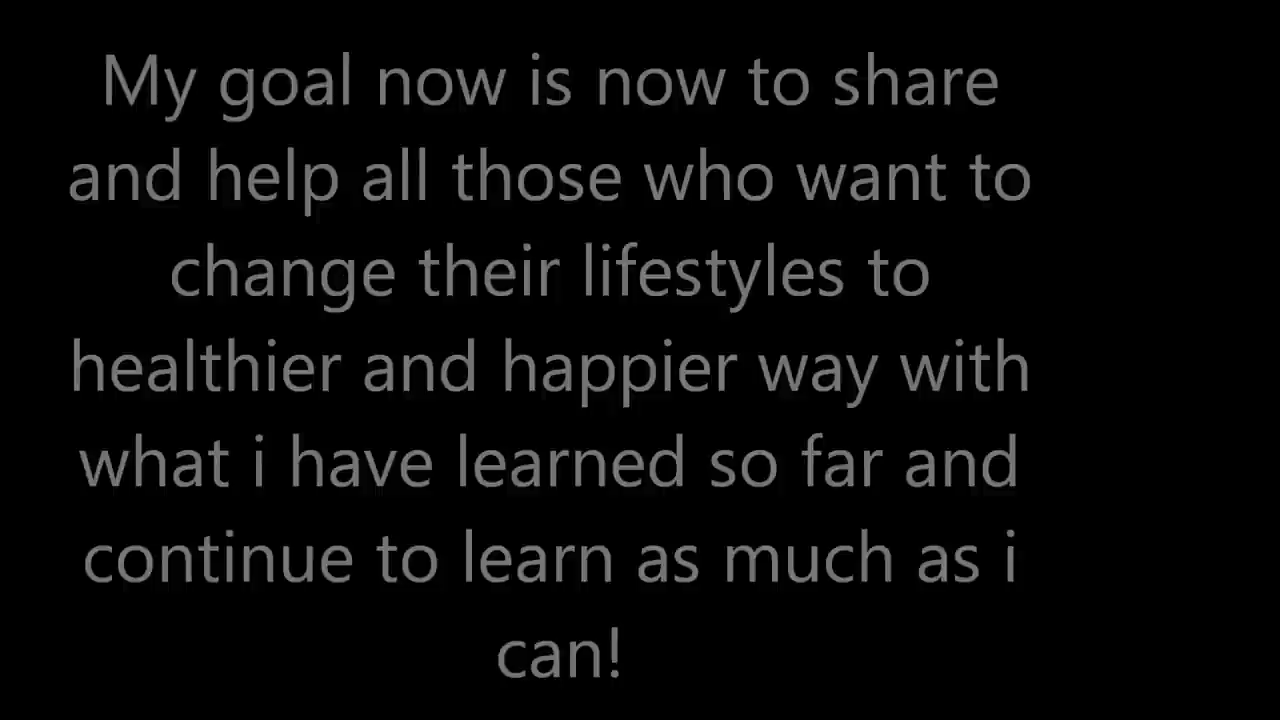 My goal now is now to share
and help all those who want to
change their lifestyles to
healthier and happier way with
what i have learned so far and
continue to learn as much as i
can!